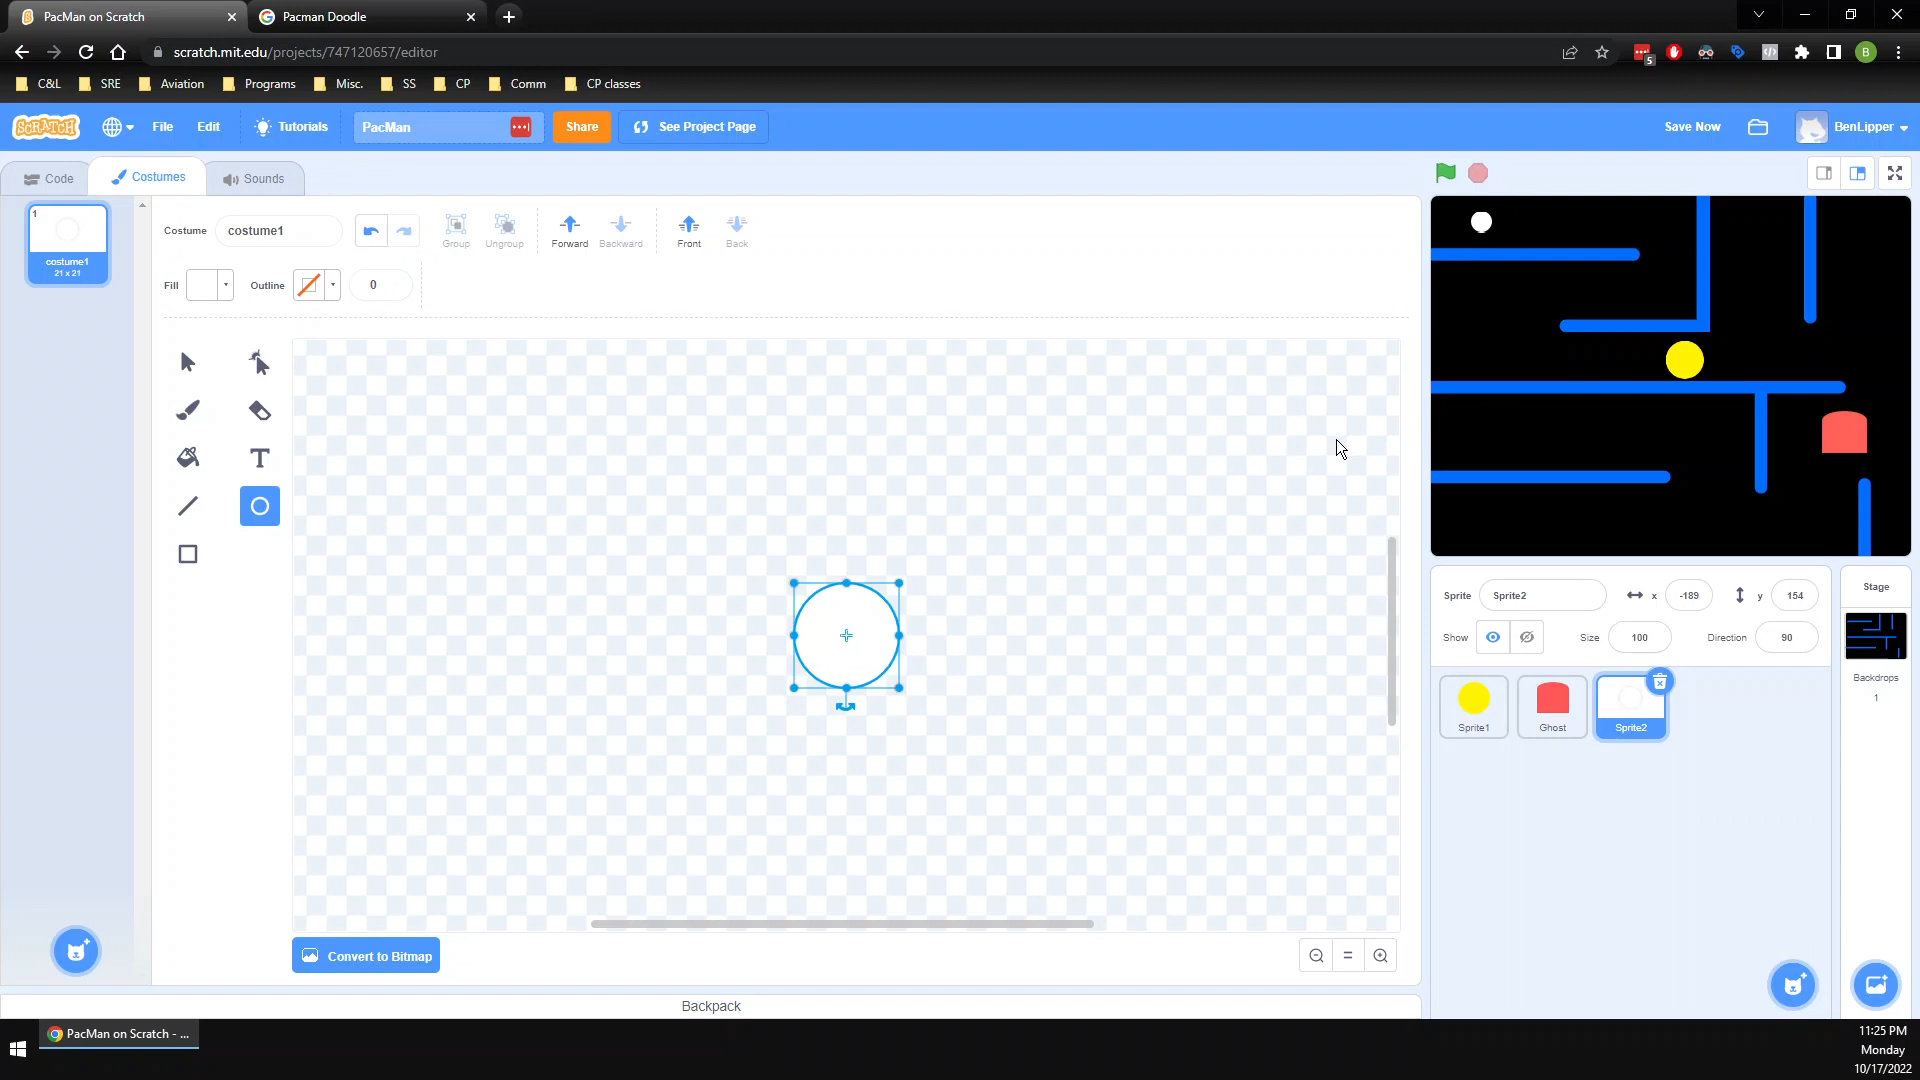 PacMan on Scratch
Pacman Doodle
scratch.mit.edu/projects/747120657/editor
5
B
C&L
SRE
Aviation
Programs
Misc.
SS
CP
Comm
CP classes
SCRATCH
File
Edit
Tutorials
PacMan
Share
See Project Page
Save Now
BenLipper
Code
Costumes
Sounds
1
costume1
21 x 21
Costume
costume1
Group
Ungroup
Forward
Backward
Front
Back
Fill
Outline
0
T
Convert to Bitmap
Backpack
Sprite
Sprite2
x
-189
y
154
Show
Size
100
Direction
90
Sprite1
Ghost
Sprite2
Stage
Backdrops
1
PacMan on Scratch - ...
11:25 PM
Monday
10/17/2022